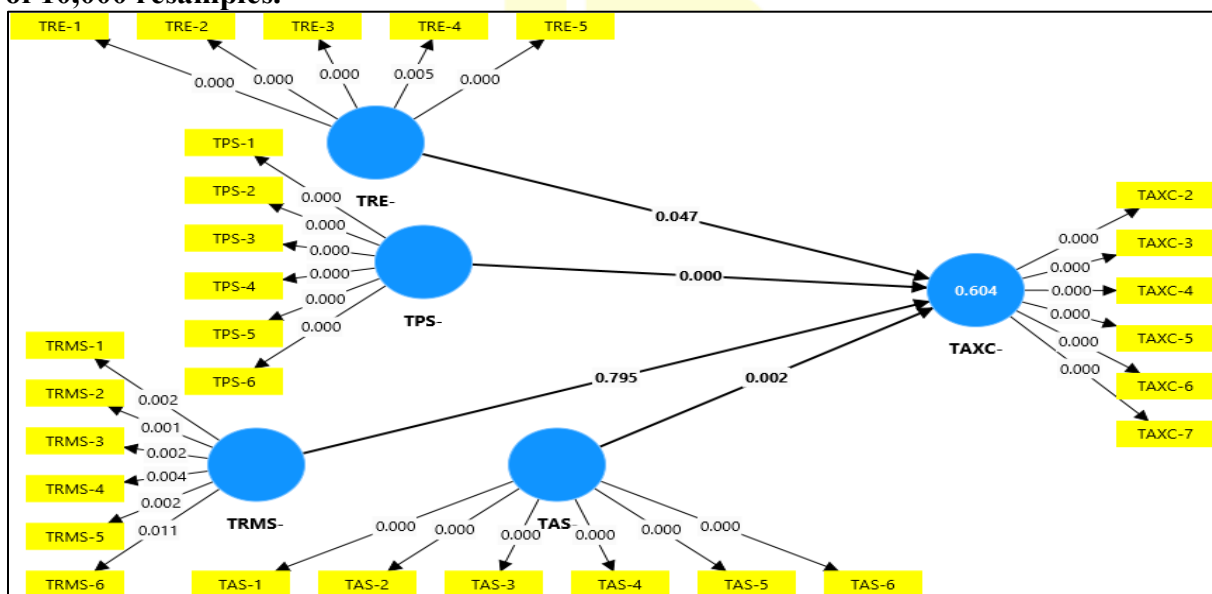 of 10,000 resamples.
TRE-1 TRE-2 TRE-3 TRE-4 TRE-5
0.000 0.000 0.000 0.005 0.000
TRE-
TPS-1
TPS-2
TPS-3
TPS-4
TPS-5
TPS-6
0.000
0.000
0.000
0.000
0.000
0.000
TPS-
TRMS-1
TRMS-2
TRMS-3
TRMS-4
TRMS-5
TRMS-6
0.002
0.001
0.002
0.004
0.002
0.011
TRMS-
TAS-
0.000 0.000 0.000 0.000 0.000 0.000
TAS-1 TAS-2 TAS-3 TAS-4 TAS-5 TAS-6
0.047
0.000
0.795
0.002
0.604
TAXC-
0.000
0.000
0.000
0.000
0.000
0.000
TAXC-2
TAXC-3
TAXC-4
TAXC-5
TAXC-6
TAXC-7